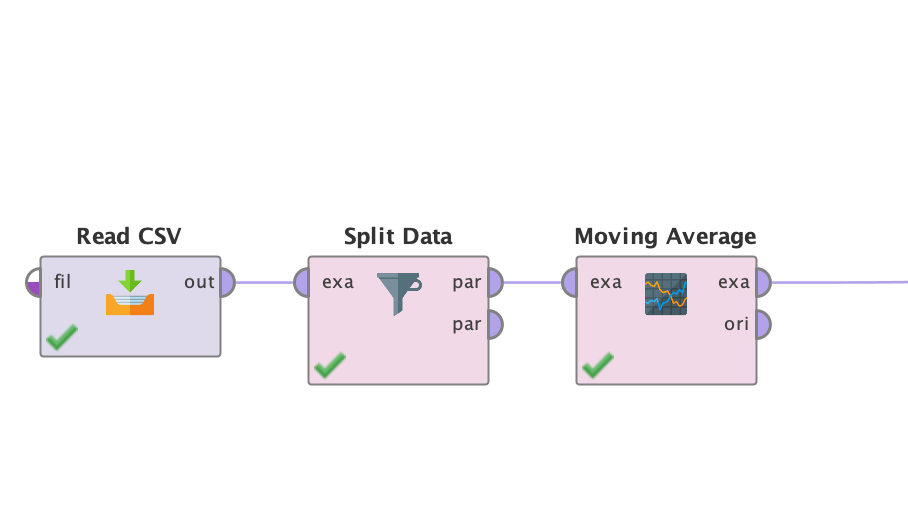 Read CSV
fil
out
Split Data
exa
par
par
Moving Average
exa
exa
ori